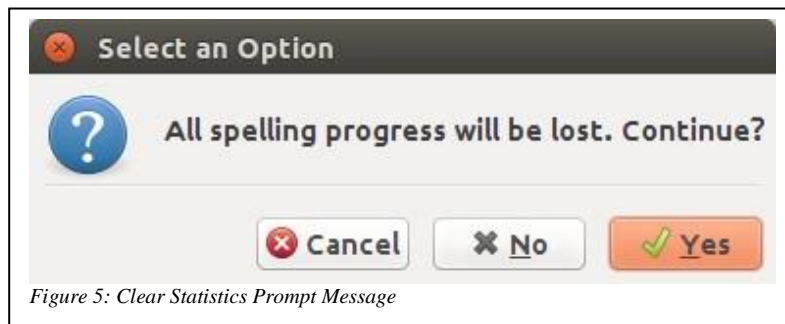 Select an Option
All spelling progress will be lost. Continue?
Cancel No Yes
Figure 5: Clear Statistics Prompt Message